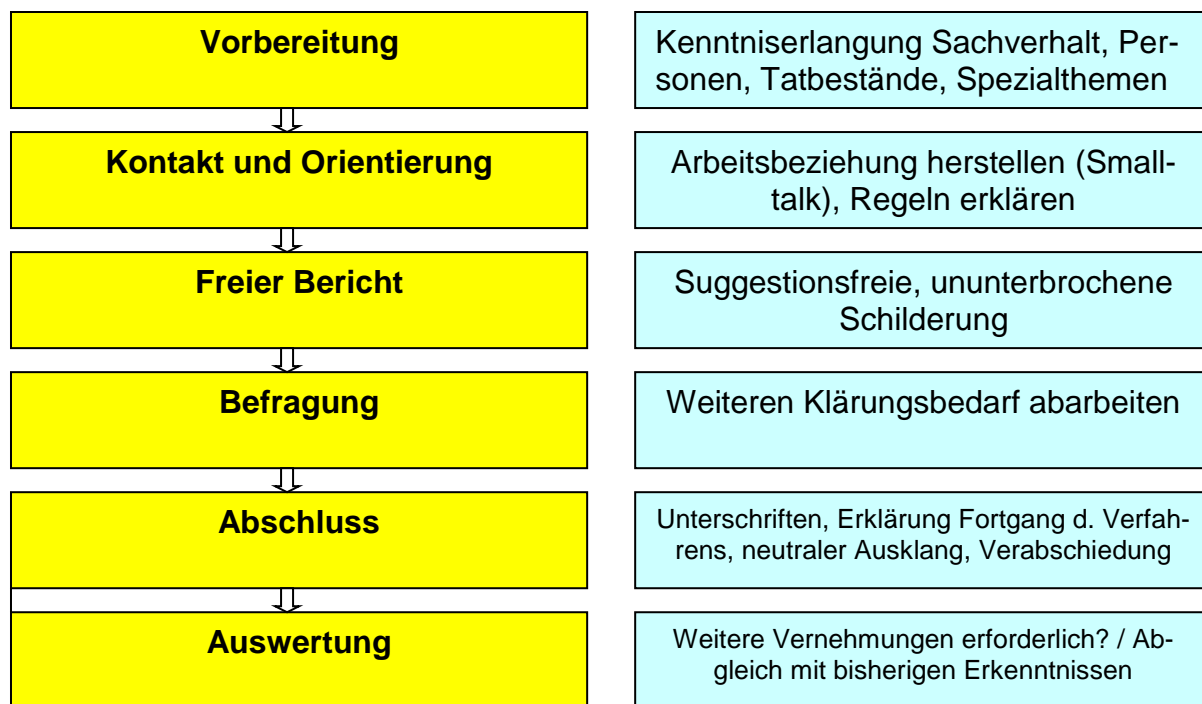 Vorbereitung
Kenntniserlangung Sachverhalt, Per-
sonen, Tatbestände, Spezialthemen
Kontakt und Orientierung
Arbeitsbeziehung herstellen (Small-
talk), Regeln erklären
Freier Bericht
Suggestionsfreie, ununterbrochene
Schilderung
Befragung
Weiteren Klärungsbedarf abarbeiten
Abschluss
Unterschriften, Erklärung Fortgang d. Verfah-
rens, neutraler Ausklang, Verabschiedung
Auswertung
Weitere Vernehmungen erforderlich? / Ab-
gleich mit bisherigen Erkenntnissen